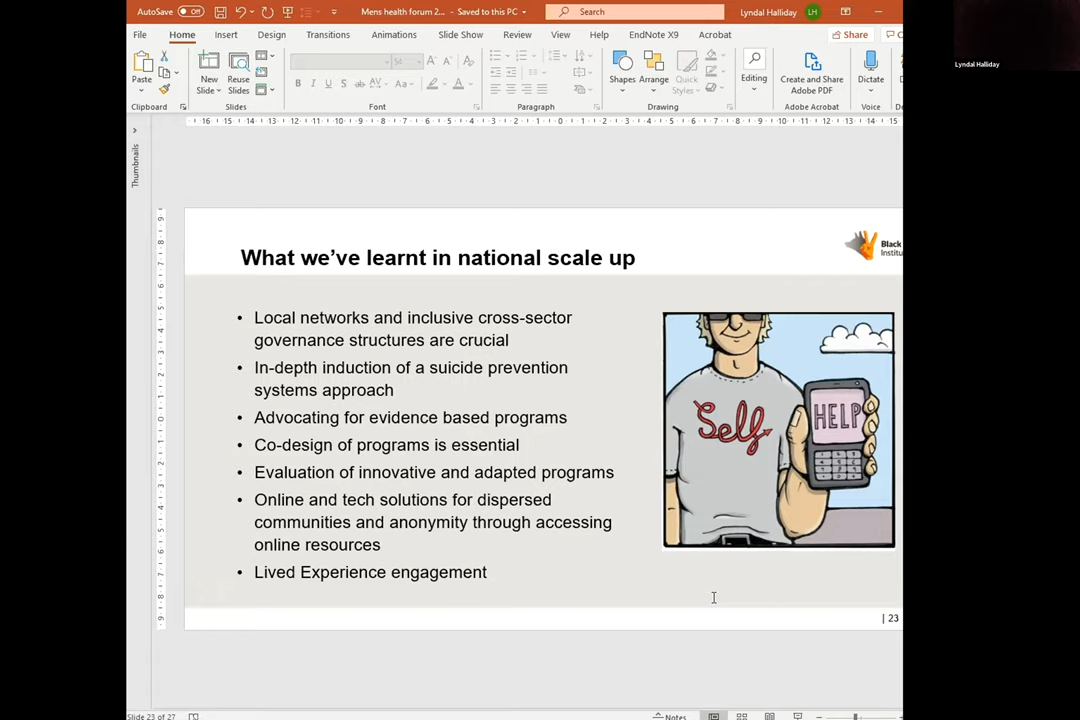 AutoSave Off
Mens health forum 2... - Saved to this PC
Search
Lyndal Halliday LH
File Home Insert Design Transitions Animations Slide Show Review View Help EndNote X9 Acrobat
Share
Paste
New Slide
Reuse Slides
54
Shapes Arrange Quick Styles
Editing
Create and Share Adobe PDF
Dictate
Clipboard Slides Font Paragraph Drawing Adobe Acrobat Voice
Lyndal Halliday
Thumbnails
What we've learnt in national scale up
Black
Institu
• Local networks and inclusive cross-sector
governance structures are crucial
• In-depth induction of a suicide prevention
systems approach
• Advocating for evidence based programs
• Co-design of programs is essential
• Evaluation of innovative and adapted programs
• Online and tech solutions for dispersed
communities and anonymity through accessing
online resources
• Lived Experience engagement
Self
HELP
| 23
Slide 23 of 27
Notes